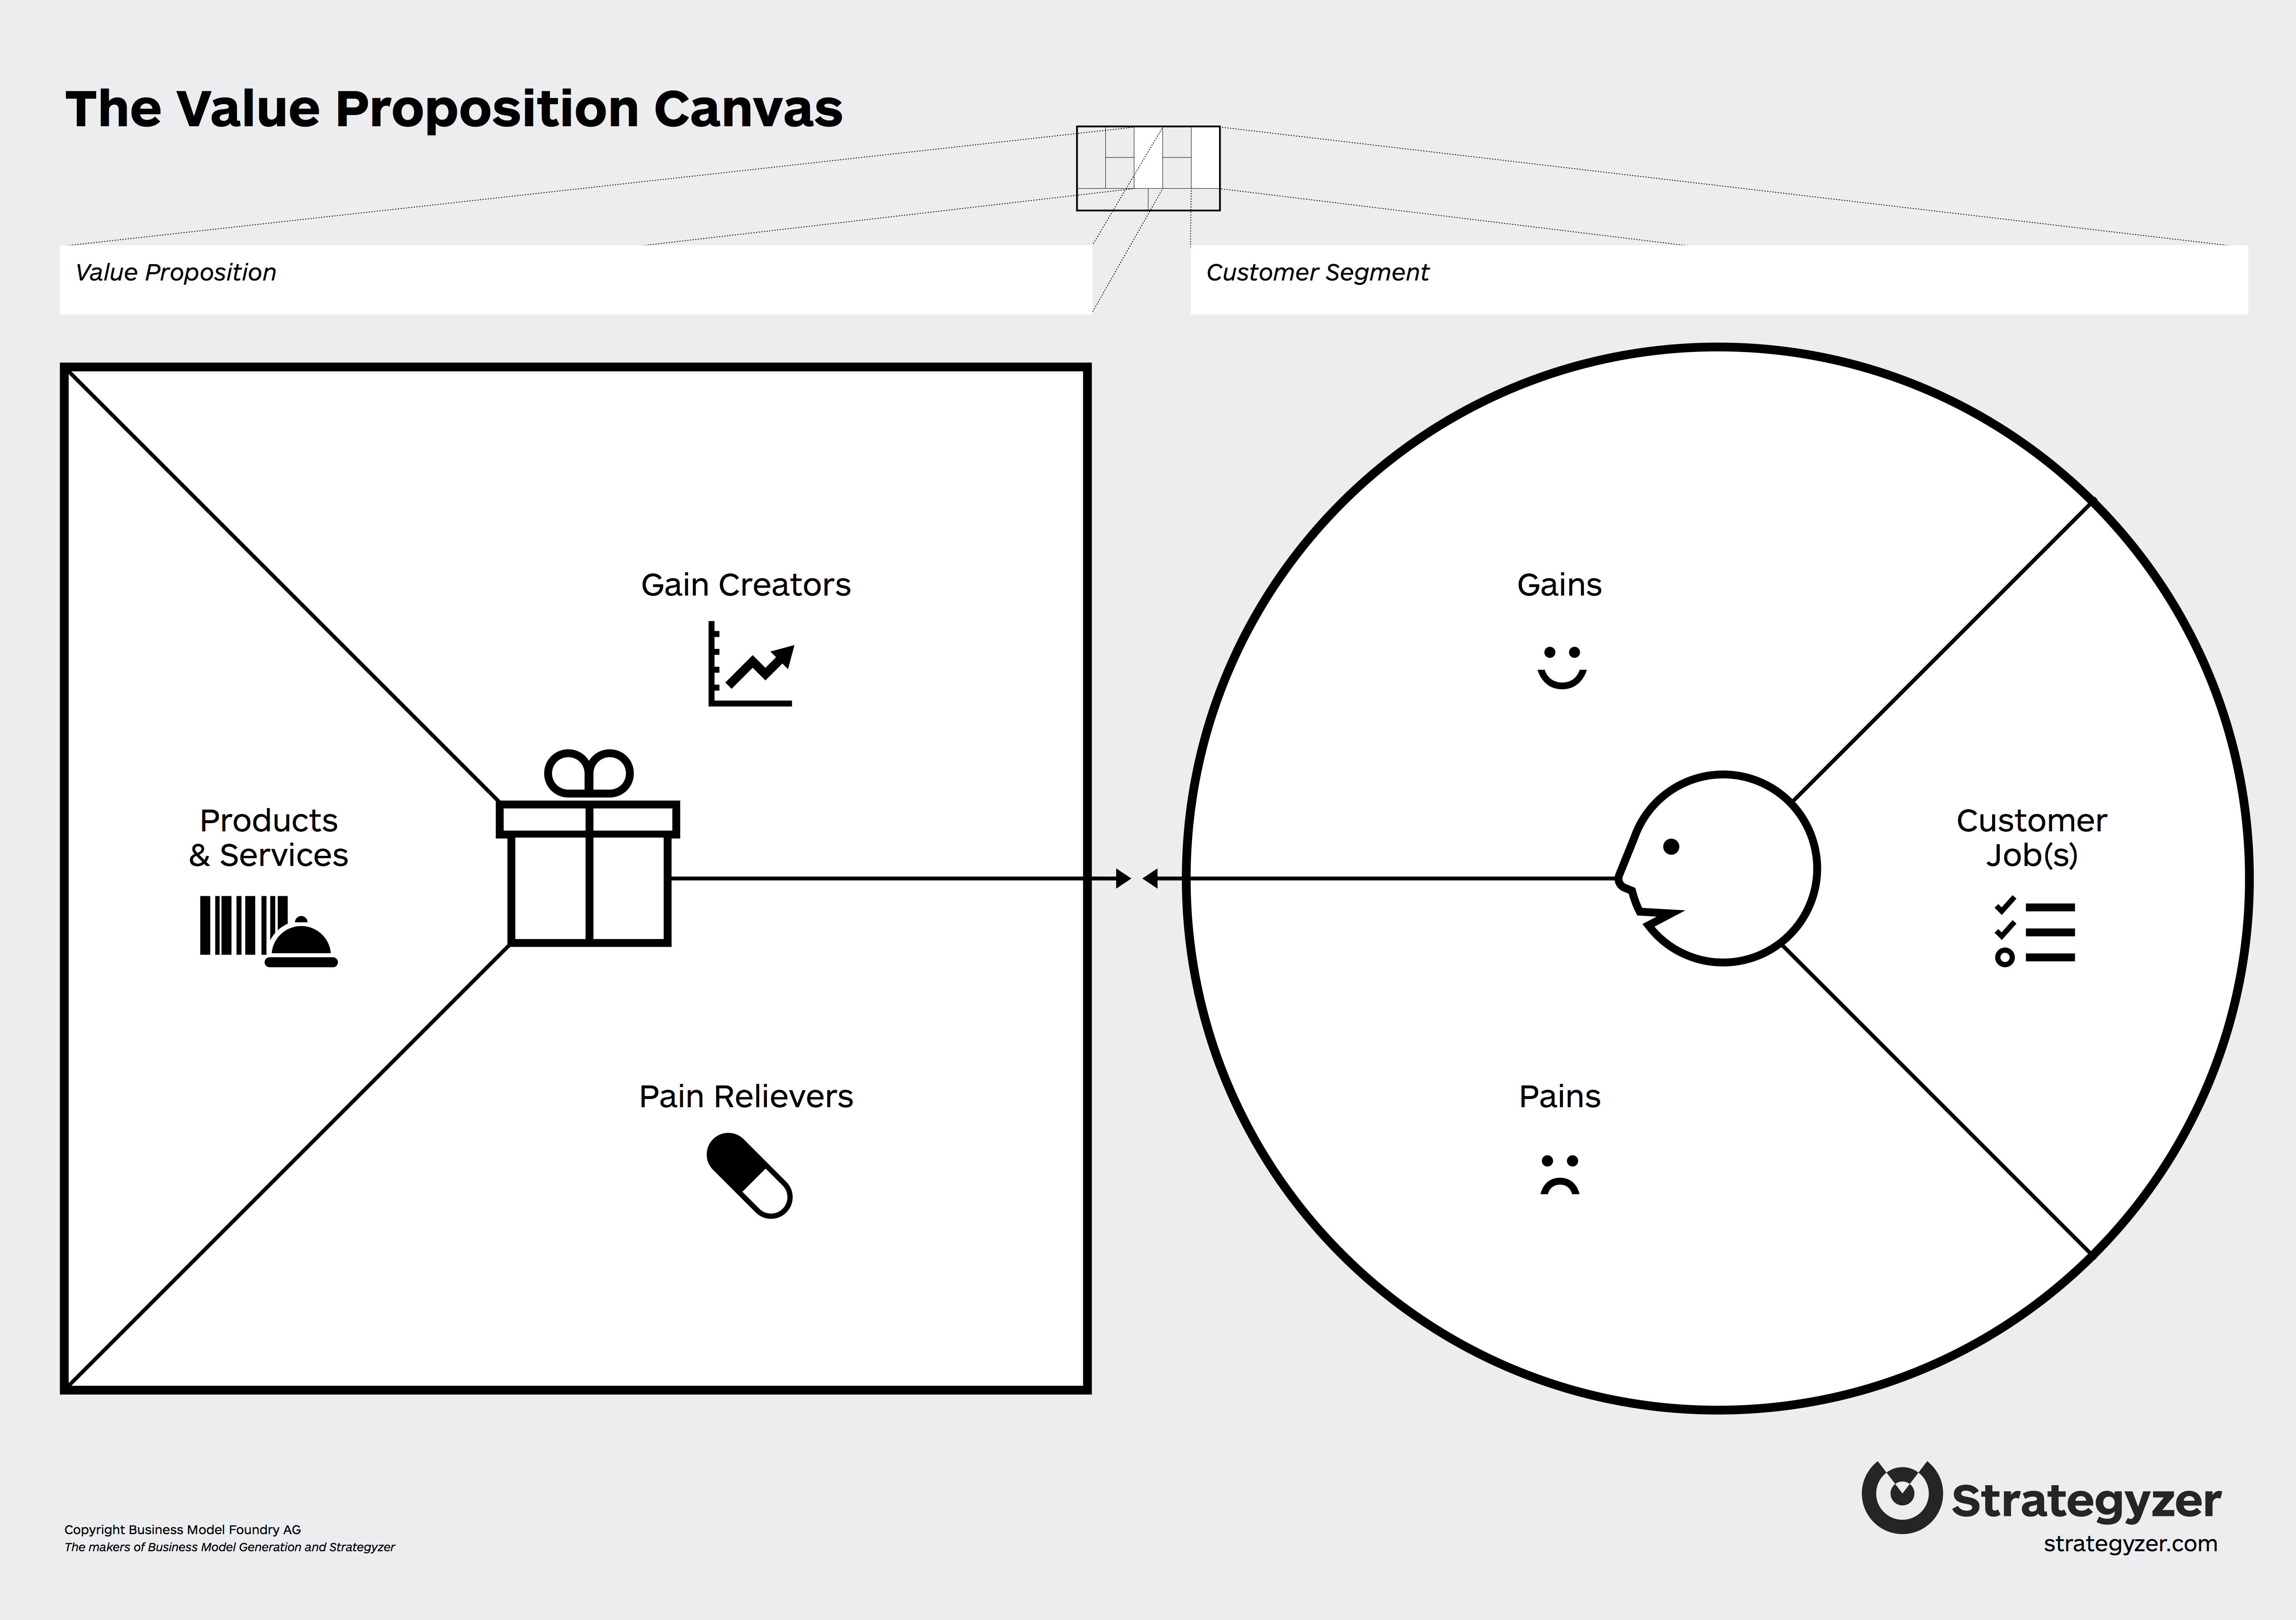 The Value Proposition Canvas
Value Proposition
Customer Segment
Gain Creators
Gains
Products
& Services
Customer
Job(s)
Pain Relievers
Pains
Copyright Business Model Foundry AG
The makers of Business Model Generation and Strategyzer
Strategyzer
strategyzer.com